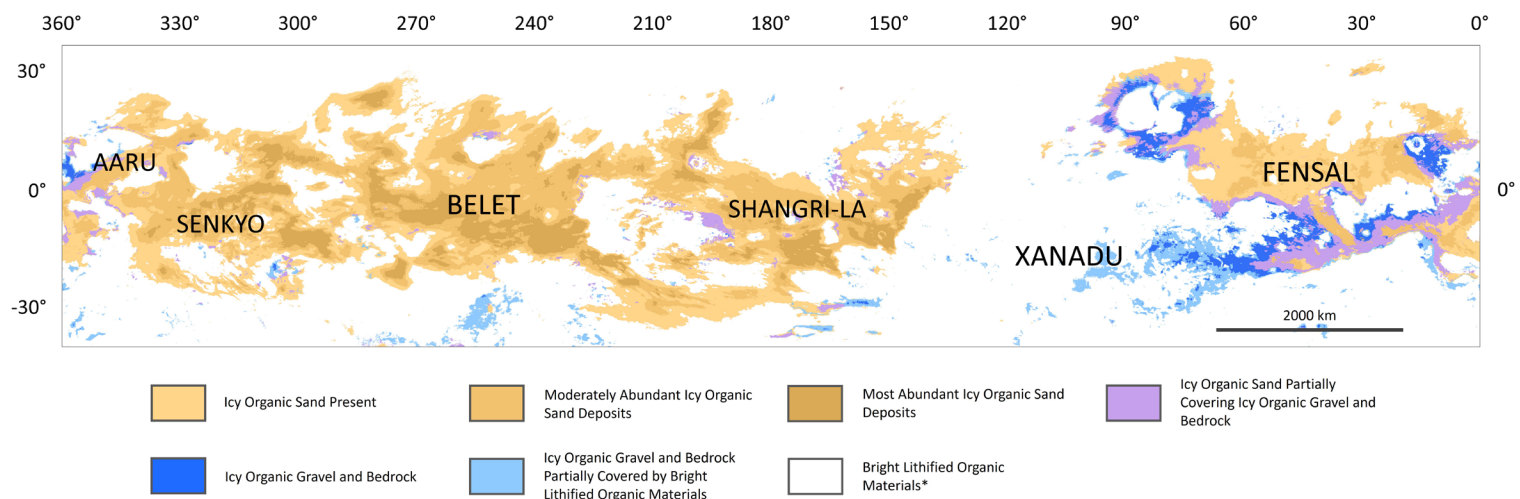 360° 330° 300° 270° 240° 210° 180° 150° 120° 90° 60° 30° 0°
30°
AARU
FENSAL
0°
0°
BELET
SENKYO
SHANGRI-LA
XANADU
-30°
2000 km
Icy Organic Sand Present
Moderately Abundant Icy Organic
Sand Deposits
Most Abundant Icy Organic Sand
Deposits
Icy Organic Sand Partially
Covering Icy Organic Gravel and
Bedrock
Icy Organic Gravel and Bedrock
Icy Organic Gravel and Bedrock
Partially Covered by Bright
Lithified Organic Materials
Bright Lithified Organic
Materials*